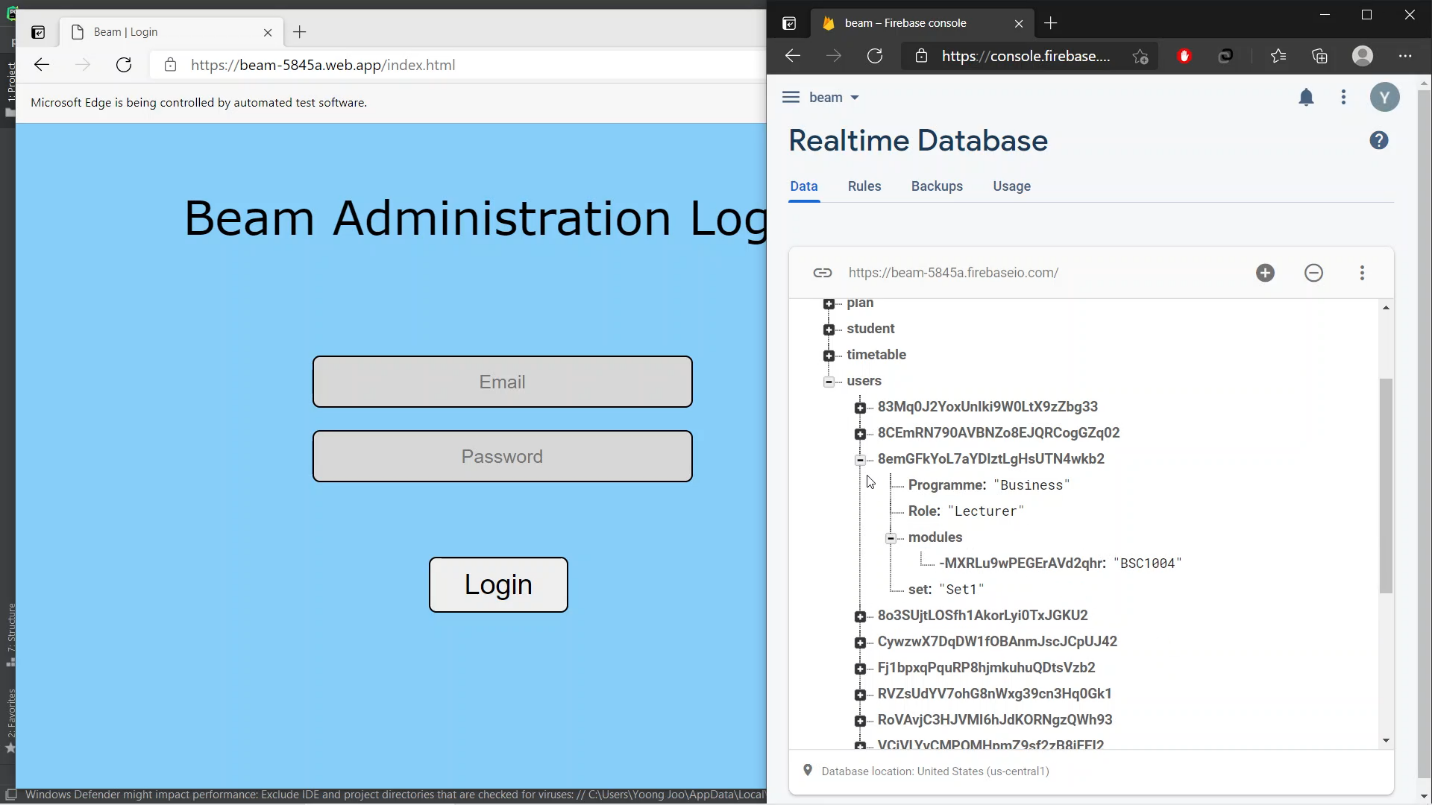 Beam | Login
https://beam-5845a.web.app/index.html
Microsoft Edge is being controlled by automated test software.
Beam Administration Log
Email
Password
Login
1: Project
7: Structure
2: Favorites
Windows Defender might impact performance: Exclude IDE and project directories that are checked for viruses: // C:\Users\Yoong Joo\AppData\Local
beam – Firebase console
https://console.firebase....
beam
Y
Realtime Database
?
Data Rules Backups Usage
https://beam-5845a.firebaseio.com/
plan
student
timetable
users
83Mq0J2YoxUnIki9W0LtX9zZbg33
8CEmRN790AVBNZo8EJQRCogGZq02
8emGFkYoL7aYDIztLgHsUTN4wkb2
Programme: "Business"
Role: "Lecturer"
modules
-MXRLu9wPEGErAVd2qhr: "BSC1004"
set: "Set1"
8o3SUjtLOSfh1AkorLyi0TxJGKU2
CywzwX7DqDW1fOBAnmJscJCpUJ42
Fj1bpxqPquRP8hjmkuhuQDtsVzb2
RVZsUdYV7ohG8nWxg39cn3Hq0Gk1
RoVAvjC3HJVMI6hJdKORNgzQWh93
Database location: United States (us-central1)